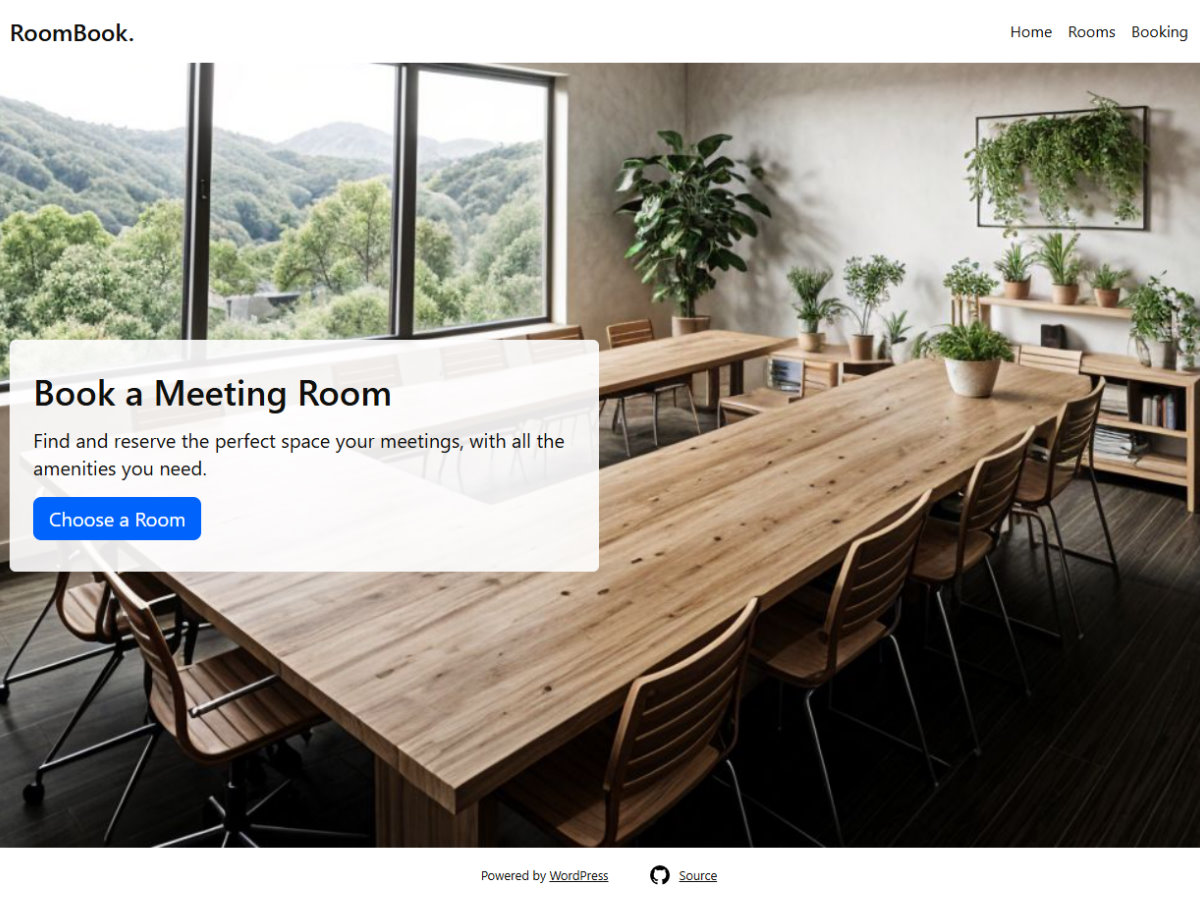 RoomBook.
Home Rooms Booking
Book a Meeting Room
Find and reserve the perfect space your meetings, with all the
amenities you need.
Choose a Room
Powered by WordPress
Source